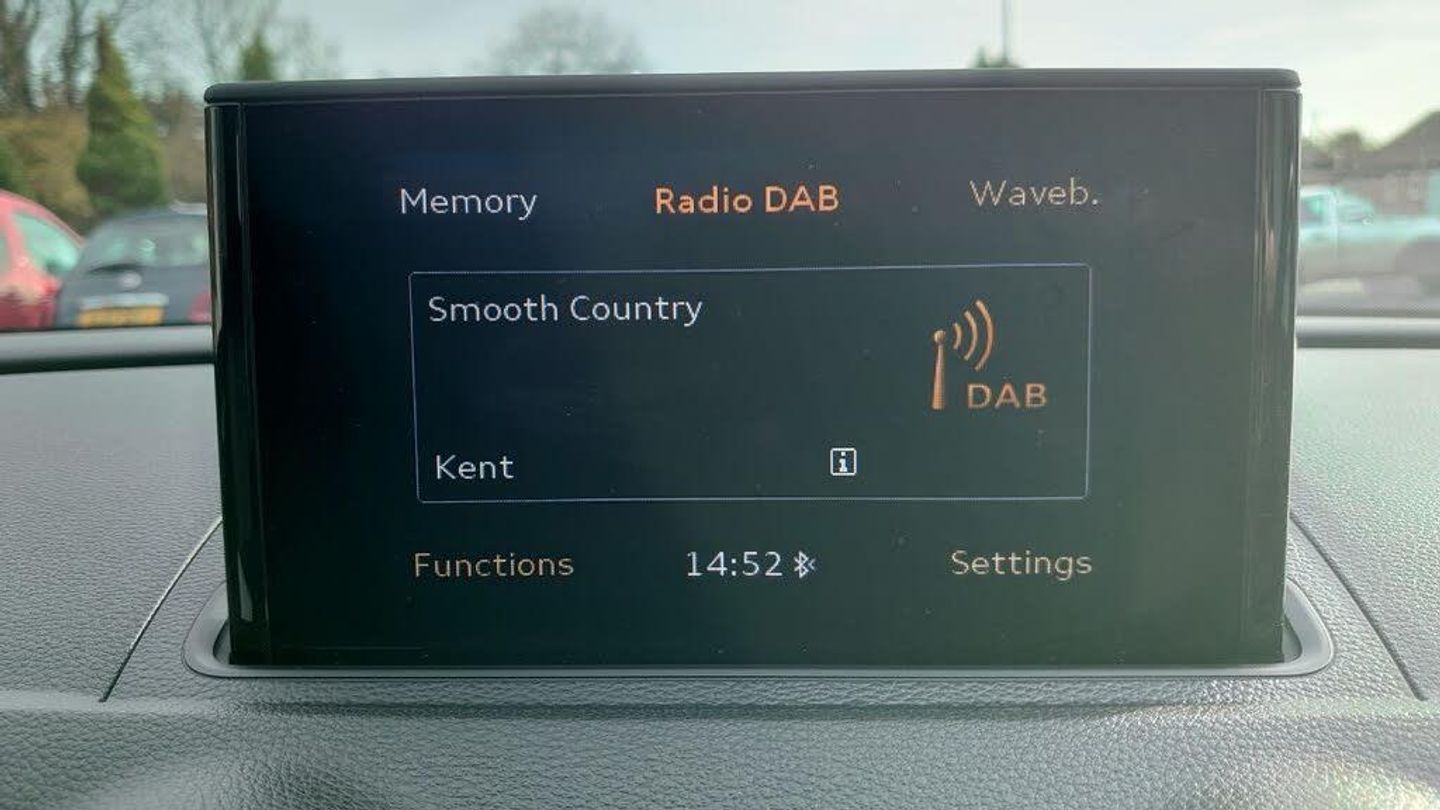 Memory Radio DAB Waveb.
Smooth Country
DAB
Kent
Functions 14:52 Settings